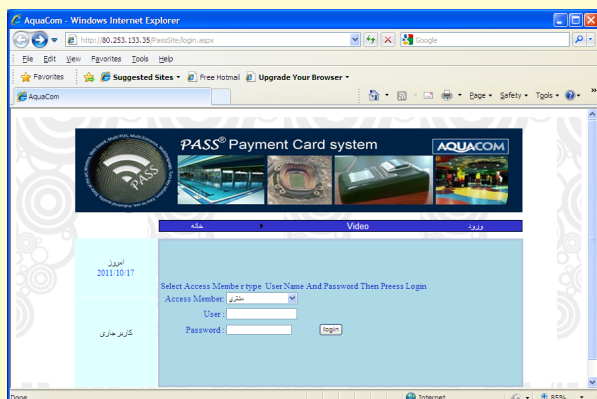 AquaCom - Windows Internet Explorer
http://80.253.133.35/PassSite/login.aspx
Google
File Edit View Favorites Tools Help
Favorites Suggested Sites Free Hotmail Upgrade Your Browser
AquaCom Page Safety Tools
PASS® Payment Card system
AQUACOM
PASS
خانه Video ورود
امروز
2011/10/17
Select Access Membe r type User Name And Password Then Preess Login
Access Member: مشتري
User :
کاربر جاری
Password : login
Done Internet 85%